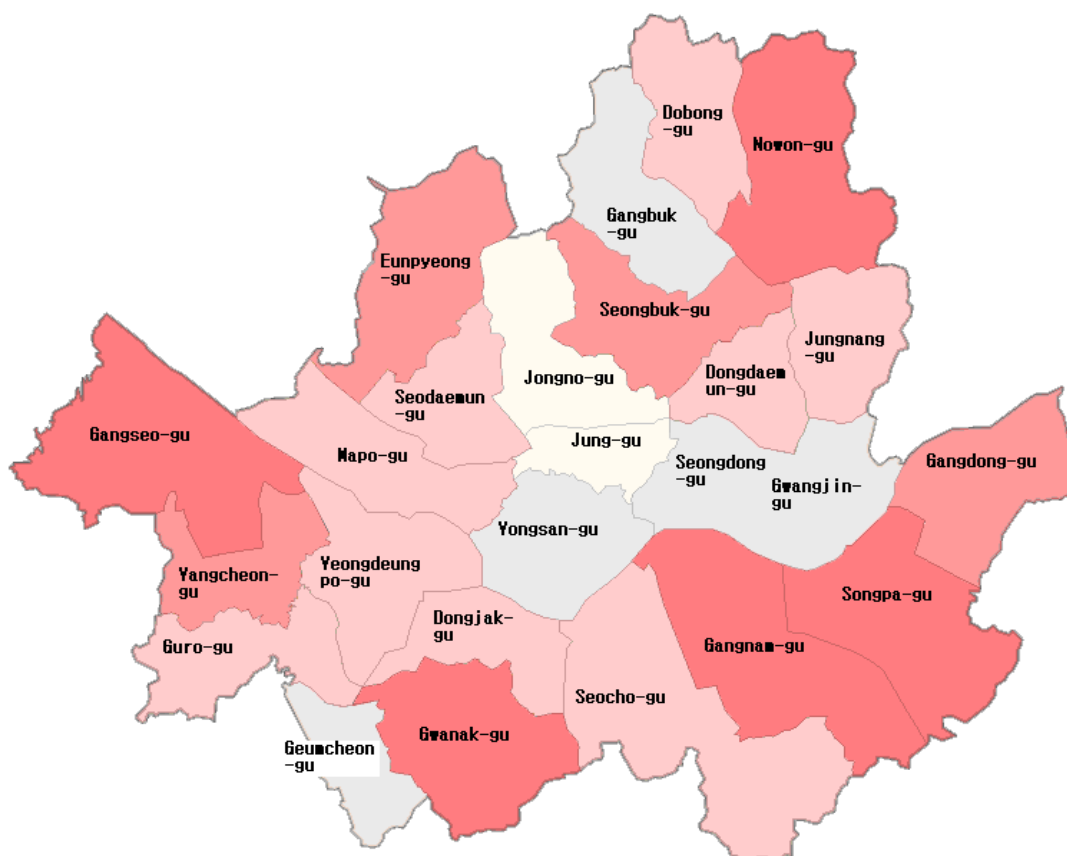 Dobong
-gu
Nowon-gu
Gangbuk
-gu
Eunpyeong
-gu
Seongbuk-gu
Jungnang
-gu
Jongno-gu
Dongdaem
un-gu
Seodaemun
-gu
Gangseo-gu
Mapo-gu
Jung-gu
Seongdong
-gu
Gwangjin-
gu
Gangdong-gu
Yongsan-gu
Yangcheon-
gu
Yeongdeung
po-gu
Songpa-gu
Dongjak-
gu
Guro-gu
Gangnam-gu
Seocho-gu
Gwanak-gu
Geumcheon
-gu